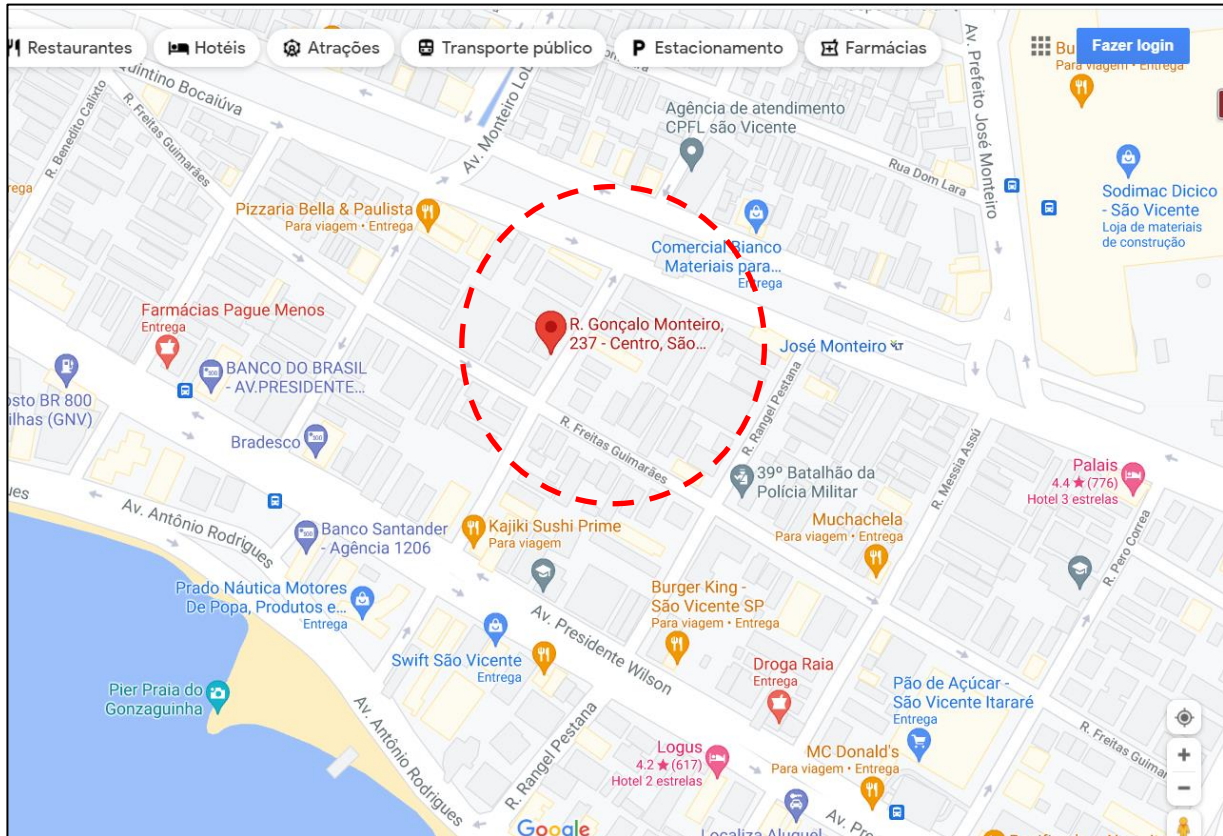 Restaurantes
Hotéis
Atrações
Transporte público
P Estacionamento
Farmácias
Fazer login
Para viagem • Entrega
Quintino Bocaiúva
R. Benedito Calixto
R. Freitas Guimarães
Av. Monteiro
Av. Prefeito José Monteiro
Agência de atendimento
CPFL são Vicente
Rua Dom Lara
Sodimac Dicico
- São Vicente
Loja de materiais
de construção
Pizzaria Bella & Paulista
Para viagem • Entrega
Comercial Bianco
Materiais para...
Entrega
Farmácias Pague Menos
Entrega
R. Gonçalo Monteiro,
237 - Centro, São...
José Monteiro
BANCO DO BRASIL
- AV.PRESIDENTE...
BR 800
(GNV)
Bradesco
R. Rangel Pestana
R. Freitas Guimarães
R. Messia Assú
39º Batalhão da
Polícia Militar
Palais
4.4 ★ (776)
Hotel 3 estrelas
Av. Antônio Rodrigues
Banco Santander
- Agência 1206
Kajiki Sushi Prime
Para viagem
Muchachela
Para viagem • Entrega
R. Pero Correa
Prado Náutica Motores
De Popa, Produtos e...
Entrega
Burger King -
São Vicente SP
Para viagem • Entrega
Av. Presidente Wilson
Swift São Vicente
Entrega
Droga Raia
Entrega
Pier Praia do
Gonzaguinha
Pão de Açúcar -
São Vicente Itararé
Entrega
Av. Antônio Rodrigues
R. Rangel Pestana
Logus
4.2 ★ (617)
Hotel 2 estrelas
MC Donald's
Para viagem • Entrega
R. Freitas
Google
Localiza Aluguel
Av.